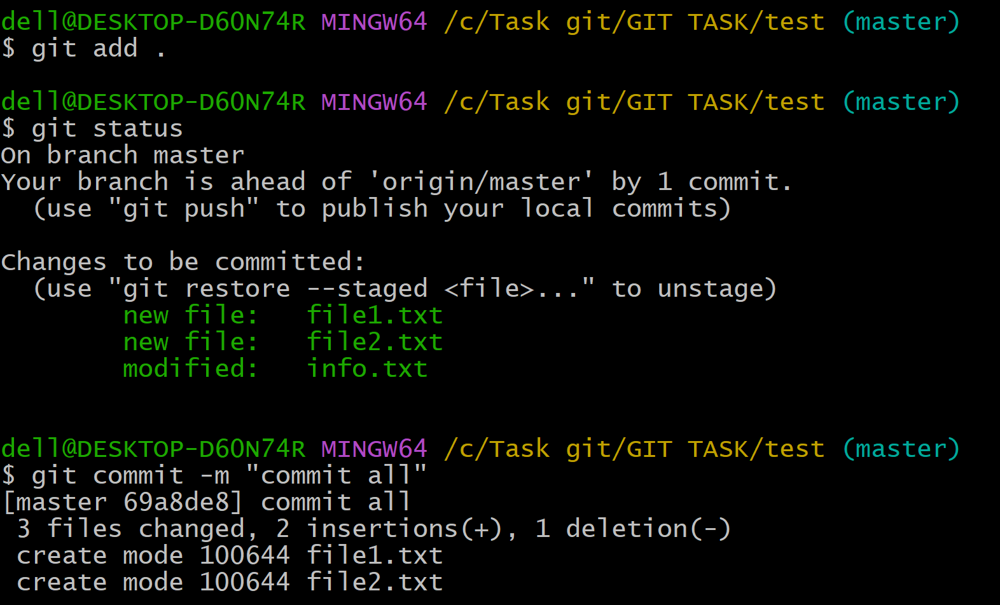 dell@DESKTOP-D6ON74R MINGW64 /c/Task git/GIT TASK/test (master)
$ git add .
dell@DESKTOP-D6ON74R MINGW64 /c/Task git/GIT TASK/test (master)
$ git status
On branch master
Your branch is ahead of 'origin/master' by 1 commit.
  (use "git push" to publish your local commits)
Changes to be committed:
  (use "git restore --staged <file>..." to unstage)
        new file:   file1.txt
        new file:   file2.txt
        modified:   info.txt
dell@DESKTOP-D6ON74R MINGW64 /c/Task git/GIT TASK/test (master)
$ git commit -m "commit all"
[master 69a8de8] commit all
 3 files changed, 2 insertions(+), 1 deletion(-)
 create mode 100644 file1.txt
 create mode 100644 file2.txt